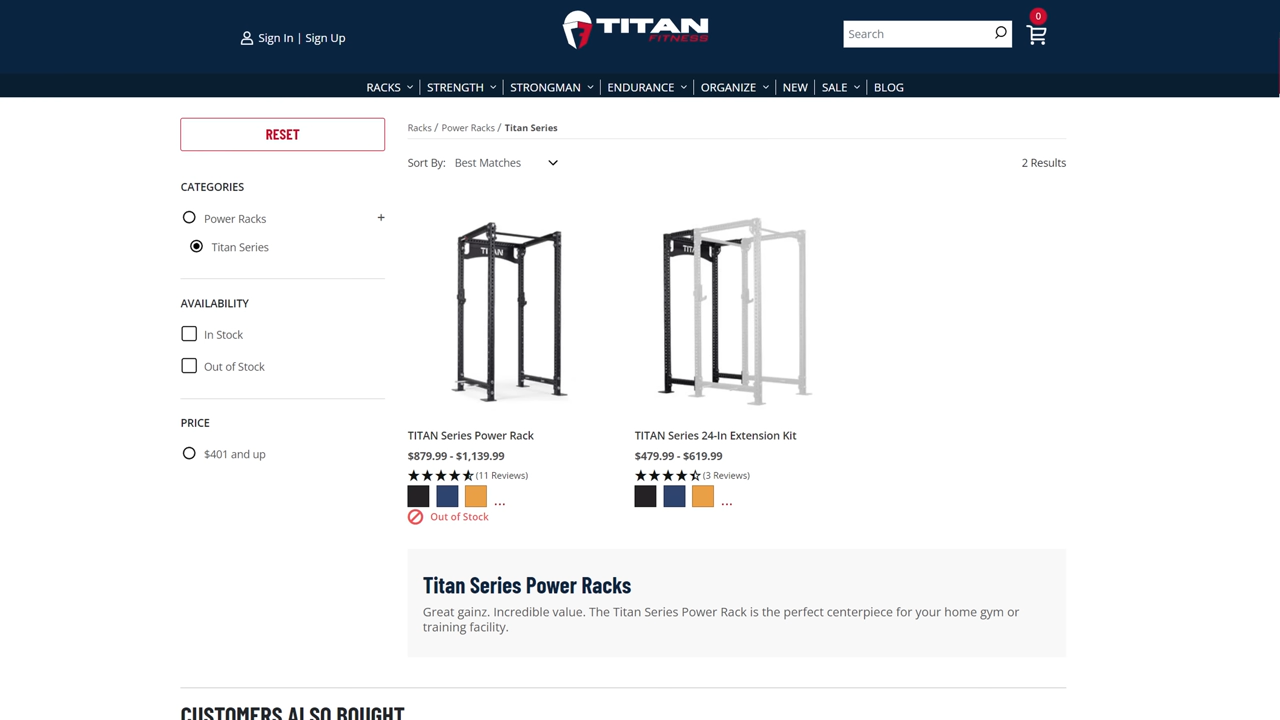 Sign In | Sign Up
TITAN
FITNESS
Search
0
RACKS
STRENGTH
STRONGMAN
ENDURANCE
ORGANIZE
NEW
SALE
BLOG
RESET
CATEGORIES
Power Racks
+
Titan Series
AVAILABILITY
In Stock
Out of Stock
PRICE
$401 and up
Racks / Power Racks / Titan Series
Sort By: Best Matches
2 Results
TITAN
TITAN Series Power Rack
$879.99 - $1,139.99
(11 Reviews)
...
Out of Stock
TITAN Series 24-In Extension Kit
$479.99 - $619.99
(3 Reviews)
...
Titan Series Power Racks
Great gainz. Incredible value. The Titan Series Power Rack is the perfect centerpiece for your home gym or
training facility.
CUSTOMERS ALSO BOUGHT